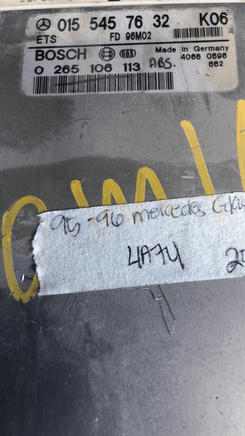 015 545 76 32 K06
ETS FD 96M02
BOSCH Made in Germany
0 265 106 113 ABS. 4066 0696
662
95-96 mercedes
4A74